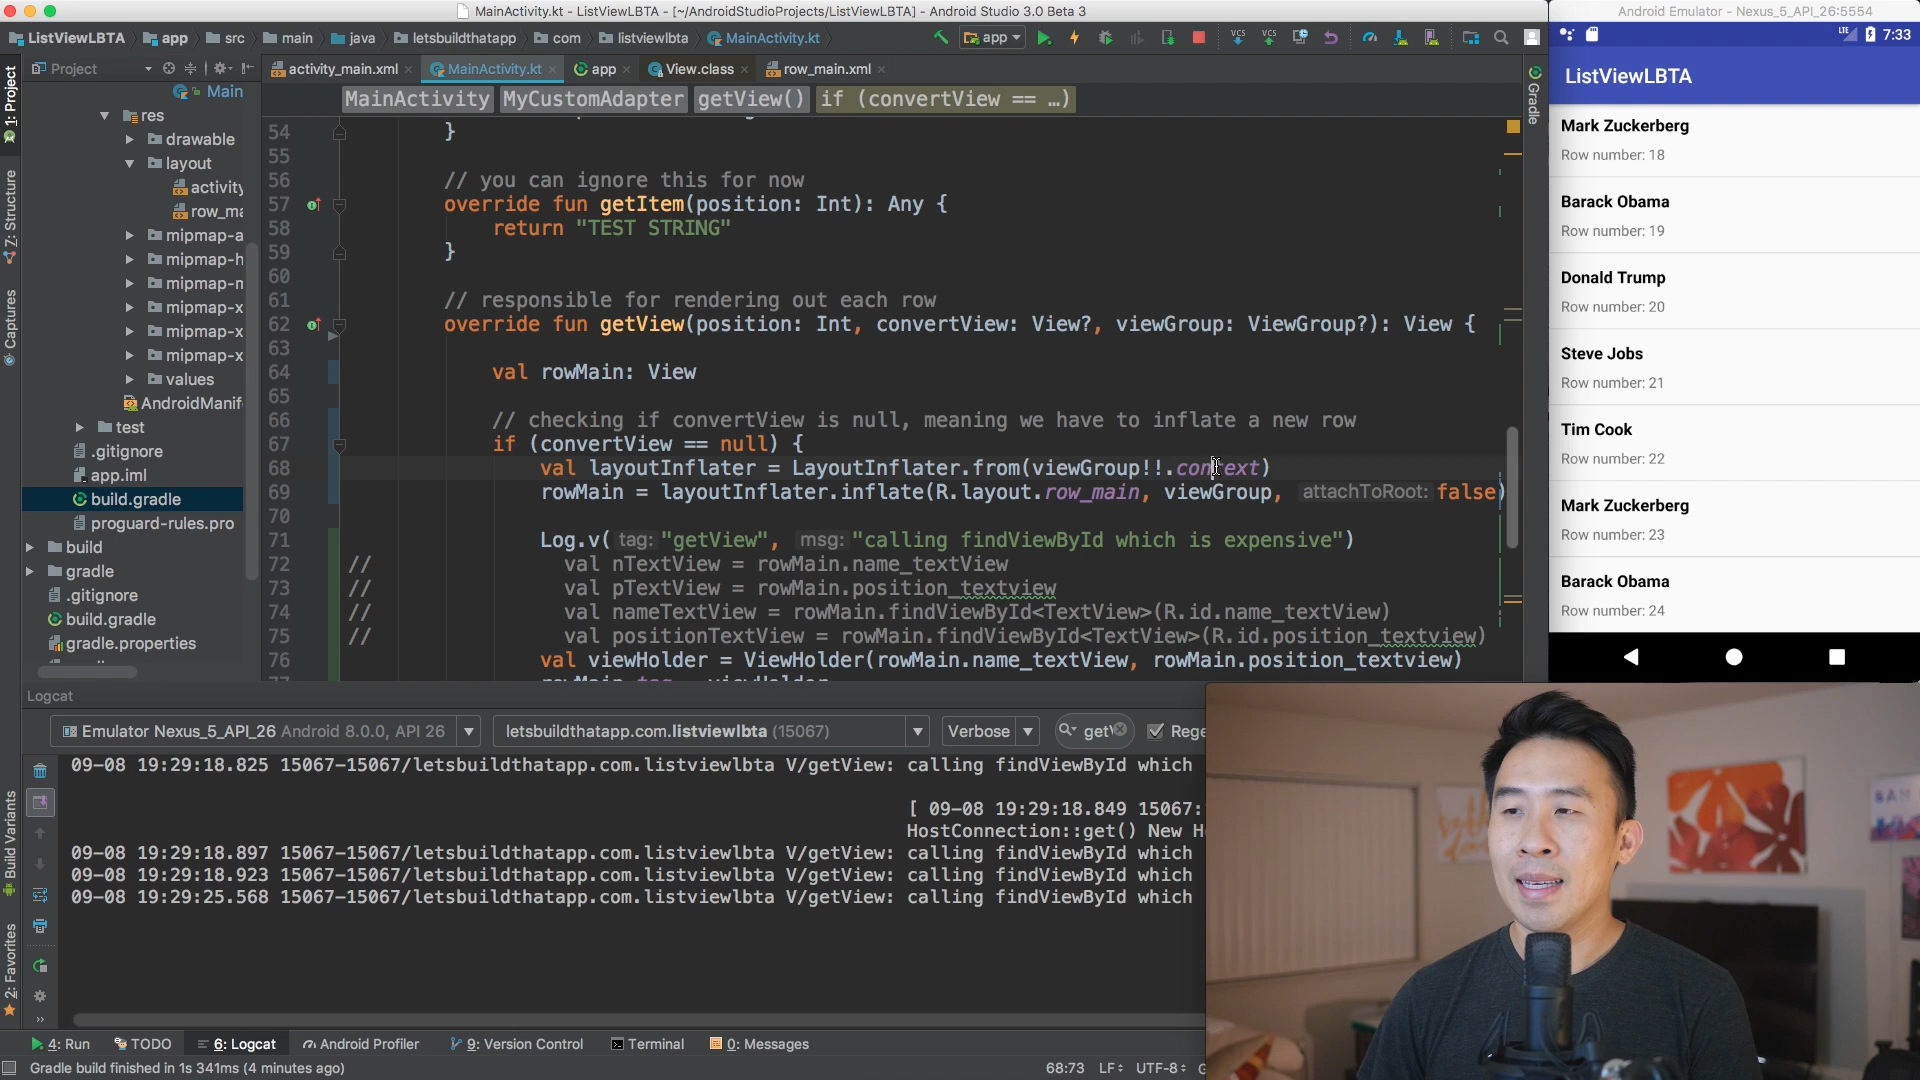 MainActivity.kt - ListViewLBTA - [~/AndroidStudioProjects/ListViewLBTA] - Android Studio 3.0 Beta 3
Android Emulator - Nexus_5_API_26:5554
ListViewLBTA
app
src
main
java
letsbuildthatapp
com
listviewlbta
MainActivity.kt
app
LTE
7:33
Project
activity_main.xml
MainActivity.kt
app
View.class
row_main.xml
ListViewLBTA
MainActivity
MyCustomAdapter
getView()
if (convertView == …)
1: Project
Z: Structure
Captures
Build Variants
2: Favorites
Gradle
Main
res
drawable
layout
activity
row_ma
mipmap-a
mipmap-h
mipmap-m
mipmap-x
mipmap-x
mipmap-x
values
AndroidManif
test
.gitignore
app.iml
build.gradle
proguard-rules.pro
build
gradle
.gitignore
build.gradle
gradle.properties
54 }
55
56 // you can ignore this for now
57 override fun getItem(position: Int): Any {
58 return "TEST STRING"
59 }
60
61 // responsible for rendering out each row
62 override fun getView(position: Int, convertView: View?, viewGroup: ViewGroup?): View {
63
64 val rowMain: View
65
66 // checking if convertView is null, meaning we have to inflate a new row
67 if (convertView == null) {
68 val layoutInflater = LayoutInflater.from(viewGroup!!.context)
69 rowMain = layoutInflater.inflate(R.layout.row_main, viewGroup, attachToRoot: false)
70
71 Log.v( tag: "getView", msg: "calling findViewById which is expensive")
72 // val nTextView = rowMain.name_textView
73 // val pTextView = rowMain.position_textview
74 // val nameTextView = rowMain.findViewById<TextView>(R.id.name_textView)
75 // val positionTextView = rowMain.findViewById<TextView>(R.id.position_textview)
76 val viewHolder = ViewHolder(rowMain.name_textView, rowMain.position_textview)
Mark Zuckerberg
Row number: 18
Barack Obama
Row number: 19
Donald Trump
Row number: 20
Steve Jobs
Row number: 21
Tim Cook
Row number: 22
Mark Zuckerberg
Row number: 23
Barack Obama
Row number: 24
Logcat
Emulator Nexus_5_API_26 Android 8.0.0, API 26
letsbuildthatapp.com.listviewlbta (15067)
Verbose
getV
Rege
09-08 19:29:18.825 15067-15067/letsbuildthatapp.com.listviewlbta V/getView: calling findViewById which
[ 09-08 19:29:18.849 15067:
HostConnection::get() New H
09-08 19:29:18.897 15067-15067/letsbuildthatapp.com.listviewlbta V/getView: calling findViewById which
09-08 19:29:18.923 15067-15067/letsbuildthatapp.com.listviewlbta V/getView: calling findViewById which
09-08 19:29:25.568 15067-15067/letsbuildthatapp.com.listviewlbta V/getView: calling findViewById which
4: Run
TODO
6: Logcat
Android Profiler
9: Version Control
Terminal
0: Messages
Gradle build finished in 1s 341ms (4 minutes ago)
68:73
LF
UTF-8